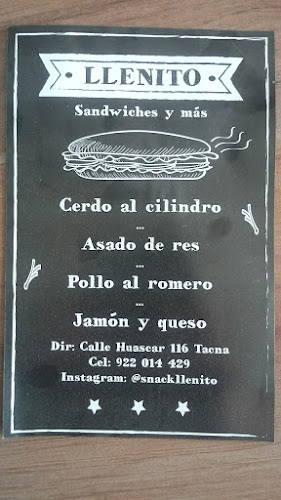 • LLENITO •
Sandwiches y más
Cerdo al cilindro
...
Asado de res
...
Pollo al romero
...
Jamón y queso
Dir: Calle Huascar 116 Tacna
Cel: 922 014 429
Instagram: @snackllenito